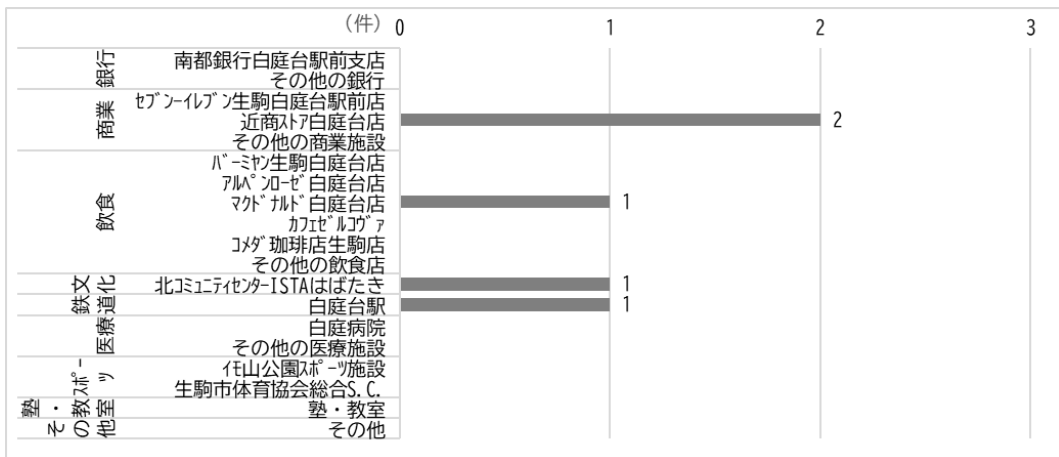 （件） 0 1 2 3
銀行
南都銀行白庭台駅前支店
その他の銀行
商業
ｾﾌﾞﾝｰｲﾚﾌﾞﾝ生駒白庭台駅前店
近商ｽﾄｱ白庭台店 2
その他の商業施設
飲食
ﾊﾞｰﾐﾔﾝ生駒白庭台店
ｱﾙﾍﾟﾝﾛｰｾﾞ白庭台店
ﾏｸﾄﾞﾅﾙﾄﾞ白庭台店 1
ｶﾌｪｾﾞﾙｺｳﾞｧ
ｺﾒﾀﾞ珈琲店生駒店
その他の飲食店
文化
北ｺﾐｭﾆﾃｨｾﾝﾀｰISTAはばたき 1
鉄道
白庭台駅 1
医療
白庭病院
その他の医療施設
ｽﾎﾟｰﾂ
ｲﾓ山公園ｽﾎﾟｰﾂ施設
生駒市体育協会総合S.C.
塾・教室
塾・教室
その他
その他